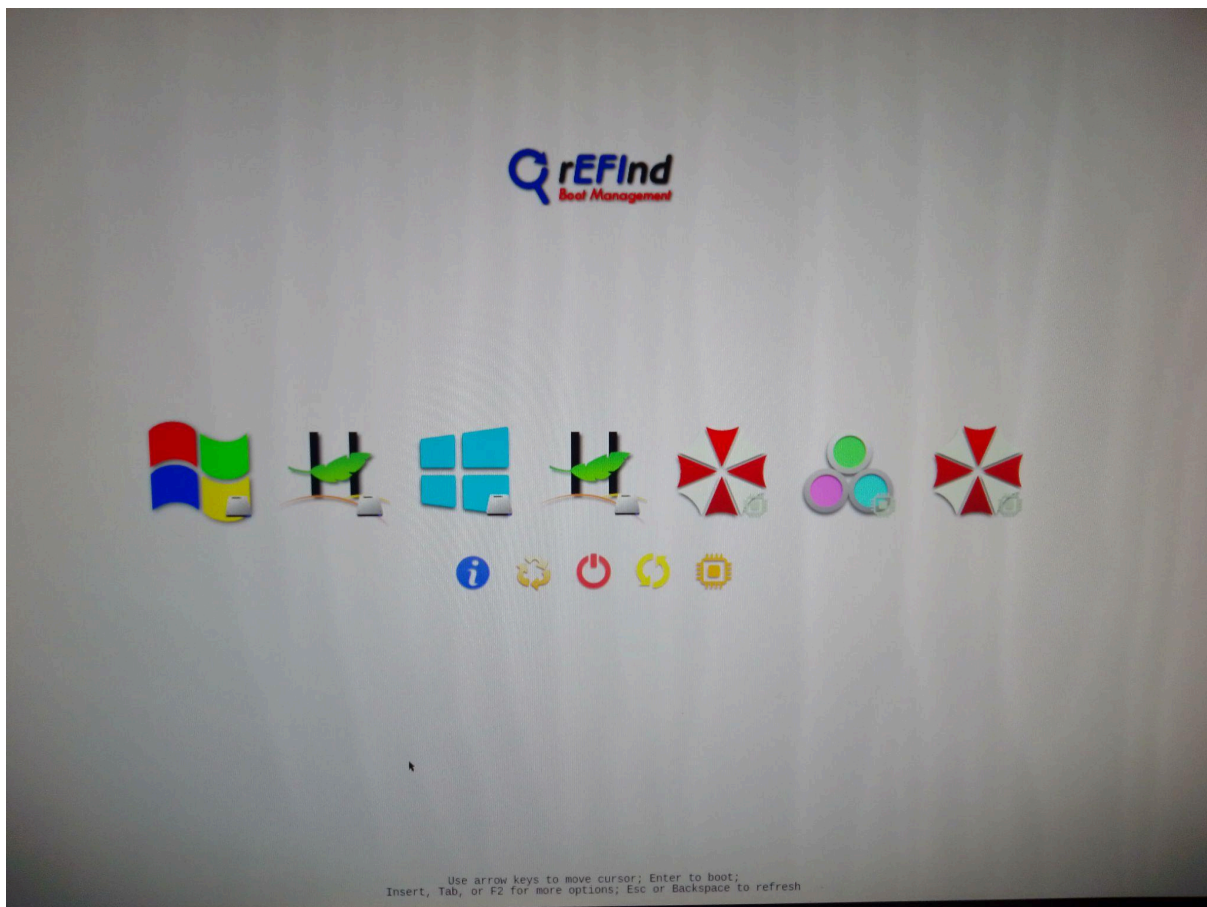 rEFInd
Boot Management
Use arrow keys to move cursor; Enter to boot;
Insert, Tab, or F2 for more options; Esc or Backspace to refresh